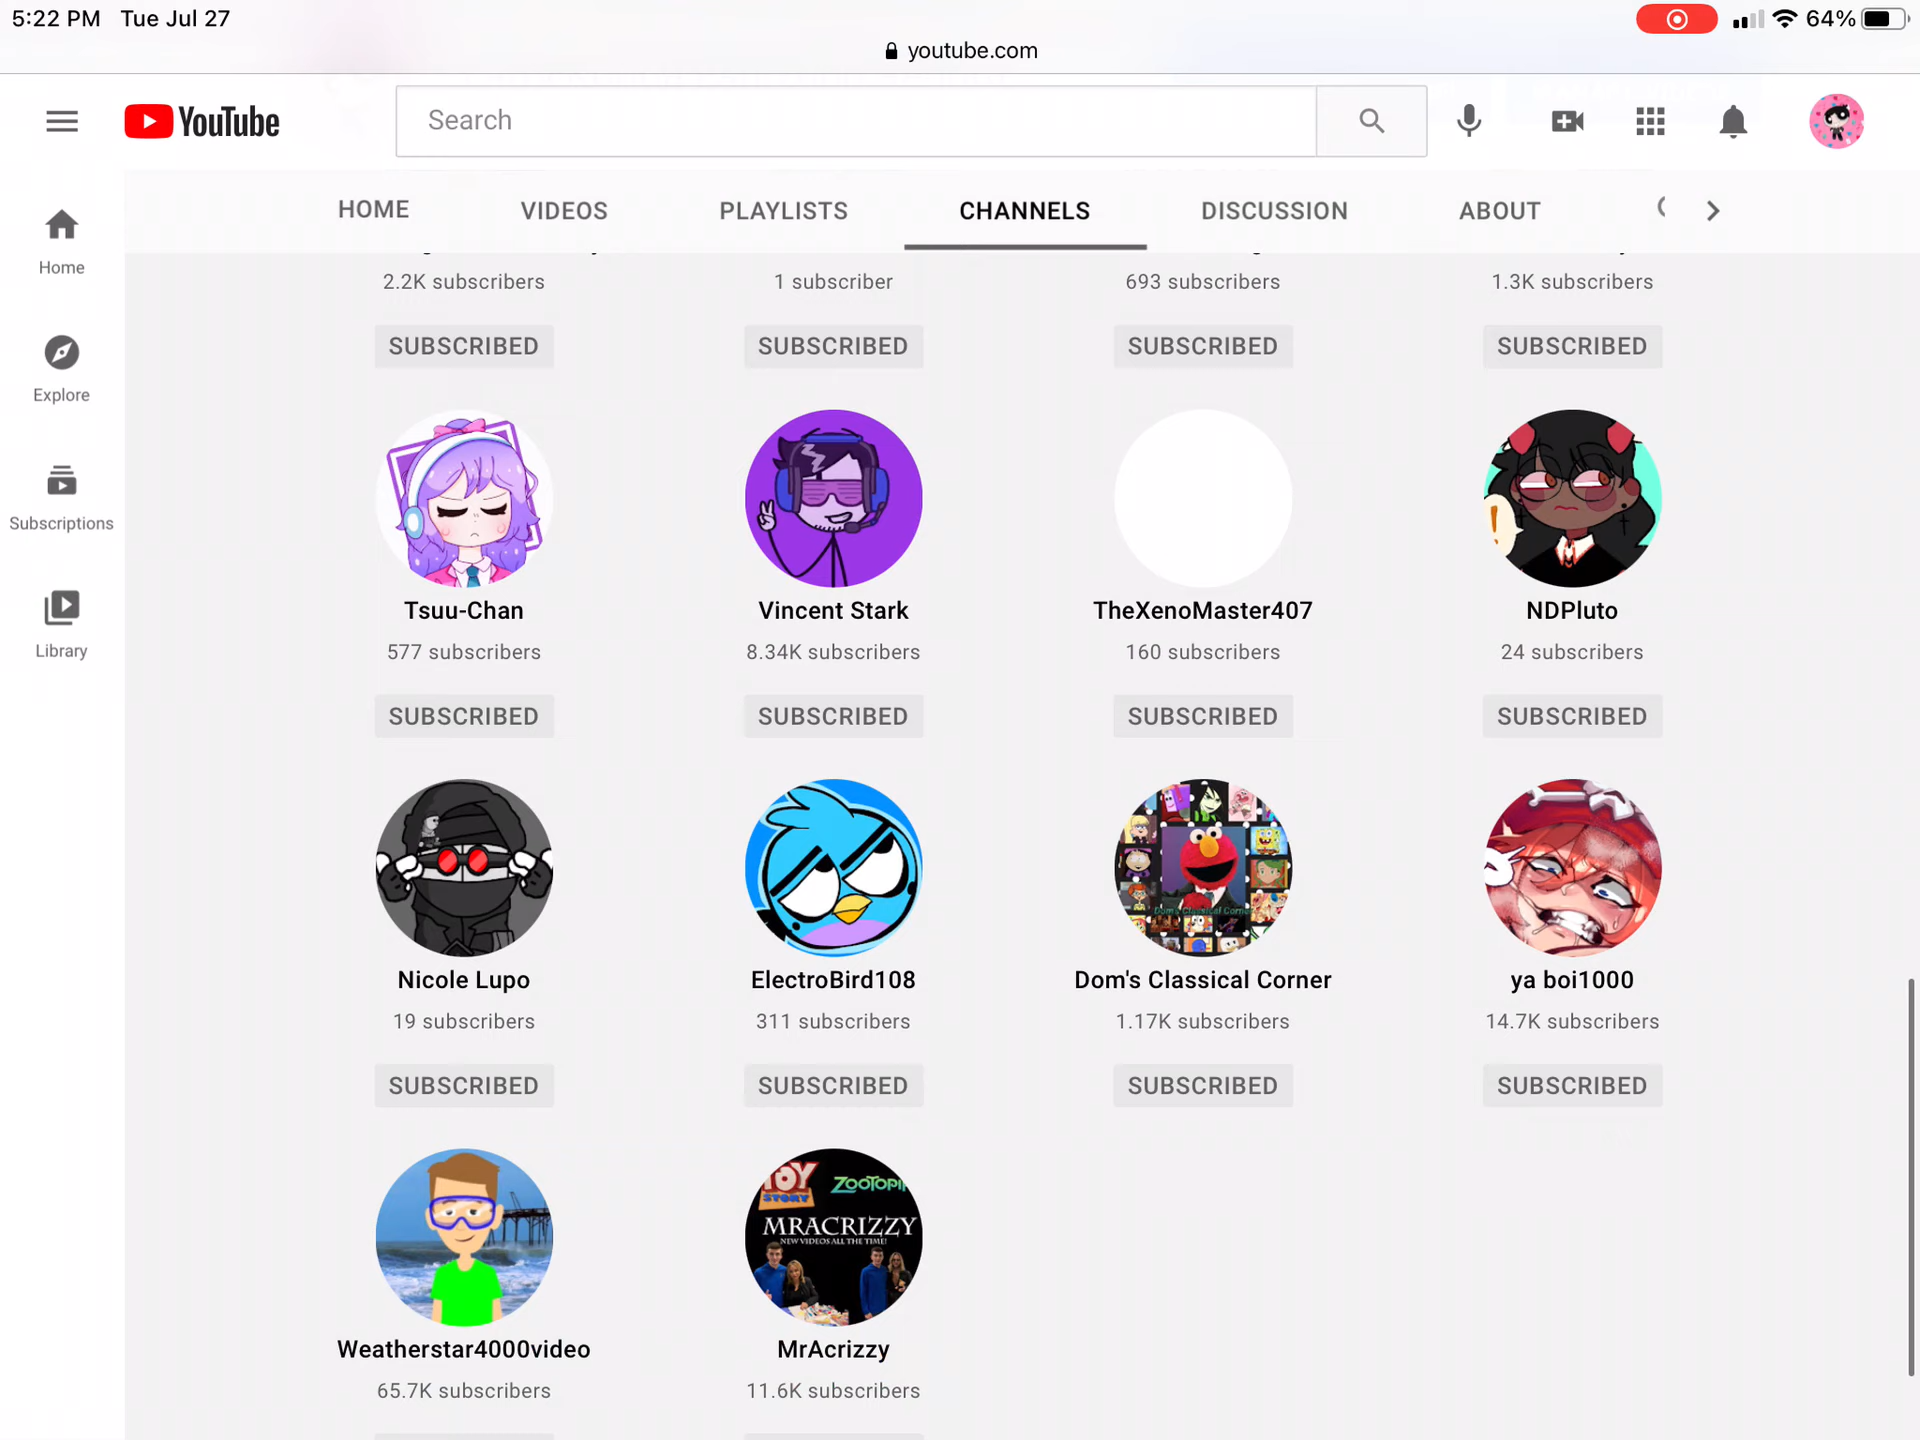 5:22 PM Tue Jul 27
64%
youtube.com
YouTube
Search
HOME VIDEOS PLAYLISTS CHANNELS DISCUSSION ABOUT
Home
Explore
Subscriptions
Library
2.2K subscribers 1 subscriber 693 subscribers 1.3K subscribers
SUBSCRIBED SUBSCRIBED SUBSCRIBED SUBSCRIBED
!
Tsuu-Chan Vincent Stark TheXenoMaster407 NDPluto
577 subscribers 8.34K subscribers 160 subscribers 24 subscribers
SUBSCRIBED SUBSCRIBED SUBSCRIBED SUBSCRIBED
Dom's Classical Corner
Nicole Lupo ElectroBird108 Dom's Classical Corner ya boi1000
19 subscribers 311 subscribers 1.17K subscribers 14.7K subscribers
SUBSCRIBED SUBSCRIBED SUBSCRIBED SUBSCRIBED
TOY STORY ZOOTOPI
MRACRIZZY
NEW VIDEOS ALL THE TIME!
Weatherstar4000video MrAcrizzy
65.7K subscribers 11.6K subscribers